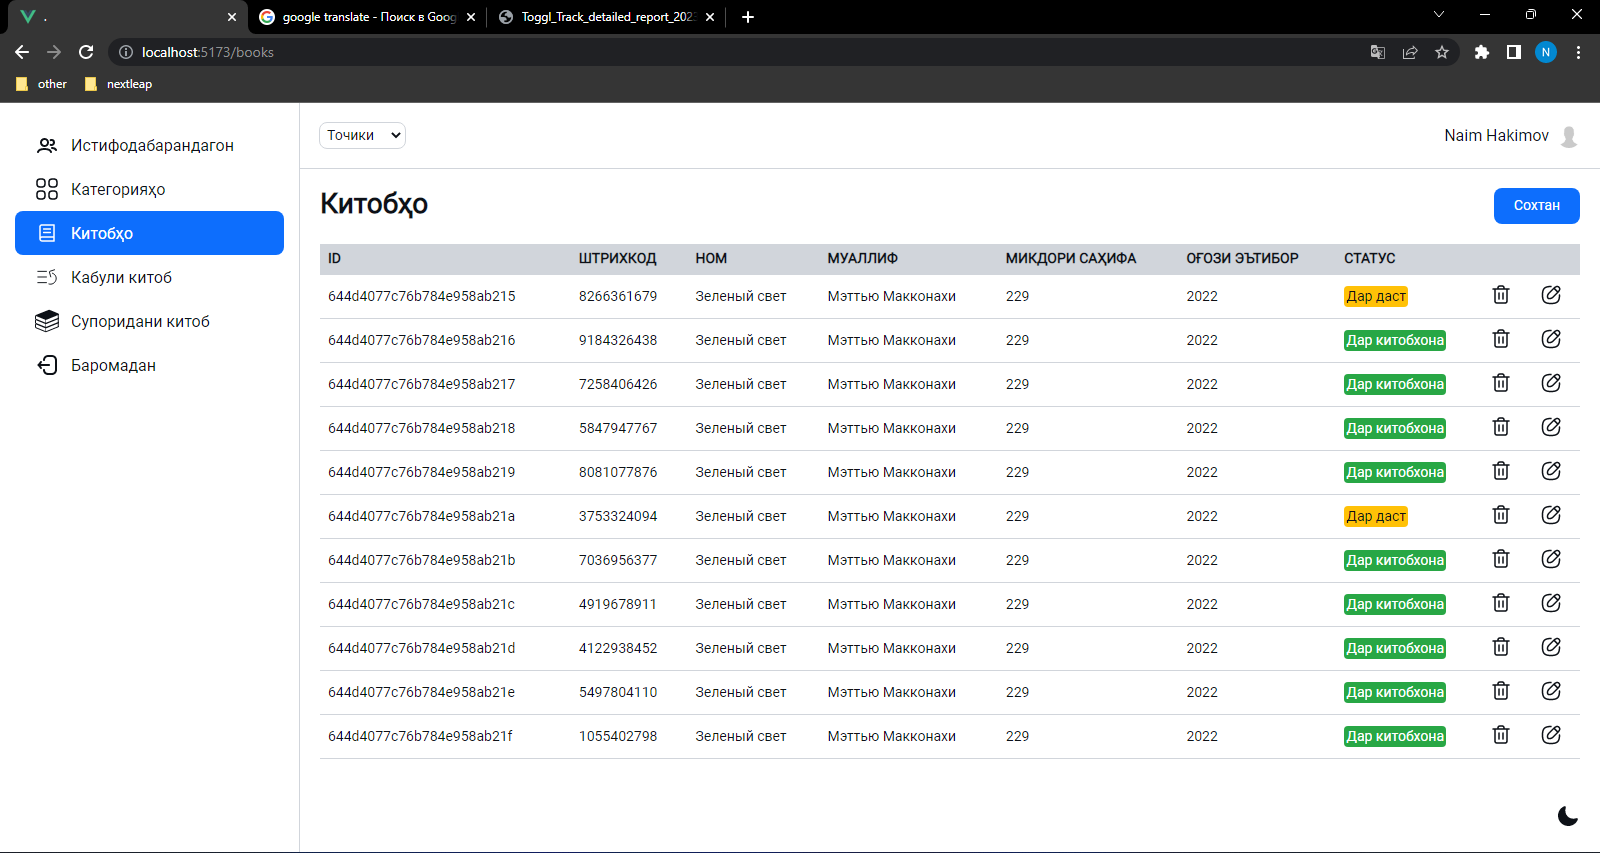 .
google translate - Поиск в Goog
Toggl_Track_detailed_report_202
localhost:5173/books
N
other
nextleap
Истифодабарандагон
Категорияҳо
Китобҳо
Кабули китоб
Супоридани китоб
Баромадан
Точики
Naim Hakimov
Китобҳо
Сохтан
ID ШТРИХКОД НОМ МУАЛЛИФ МИКДОРИ САҲИФА ОҒОЗИ ЭЪТИБОР СТАТУС
644d4077c76b784e958ab215 8266361679 Зеленый свет Мэттью Макконахи 229 2022 Дар даст
644d4077c76b784e958ab216 9184326438 Зеленый свет Мэттью Макконахи 229 2022 Дар китобхона
644d4077c76b784e958ab217 7258406426 Зеленый свет Мэттью Макконахи 229 2022 Дар китобхона
644d4077c76b784e958ab218 5847947767 Зеленый свет Мэттью Макконахи 229 2022 Дар китобхона
644d4077c76b784e958ab219 8081077876 Зеленый свет Мэттью Макконахи 229 2022 Дар китобхона
644d4077c76b784e958ab21a 3753324094 Зеленый свет Мэттью Макконахи 229 2022 Дар даст
644d4077c76b784e958ab21b 7036956377 Зеленый свет Мэттью Макконахи 229 2022 Дар китобхона
644d4077c76b784e958ab21c 4919678911 Зеленый свет Мэттью Макконахи 229 2022 Дар китобхона
644d4077c76b784e958ab21d 4122938452 Зеленый свет Мэттью Макконахи 229 2022 Дар китобхона
644d4077c76b784e958ab21e 5497804110 Зеленый свет Мэттью Макконахи 229 2022 Дар китобхона
644d4077c76b784e958ab21f 1055402798 Зеленый свет Мэттью Макконахи 229 2022 Дар китобхона